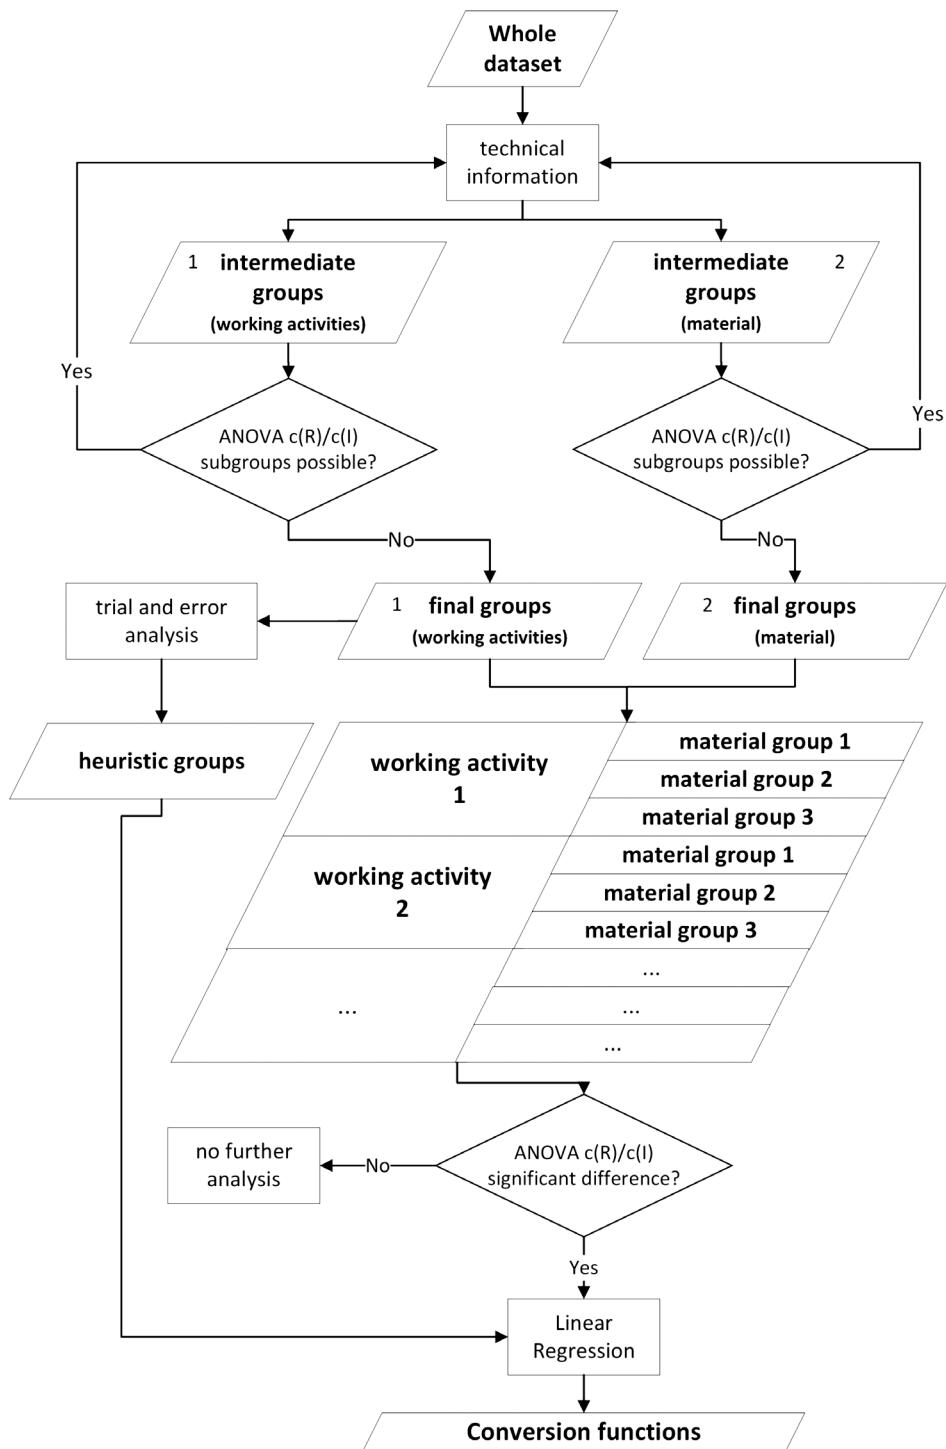 Whole
dataset
technical
information
1 intermediate
groups
(working activities)
intermediate 2
groups
(material)
Yes
Yes
ANOVA c(R)/c(I)
subgroups possible?
ANOVA c(R)/c(I)
subgroups possible?
No
No
trial and error
analysis
1 final groups
(working activities)
2 final groups
(material)
heuristic groups
working activity
1
material group 1
material group 2
material group 3
working activity
2
material group 1
material group 2
material group 3
...
...
...
...
ANOVA c(R)/c(I)
significant difference?
No
no further
analysis
Yes
Linear
Regression
Conversion functions